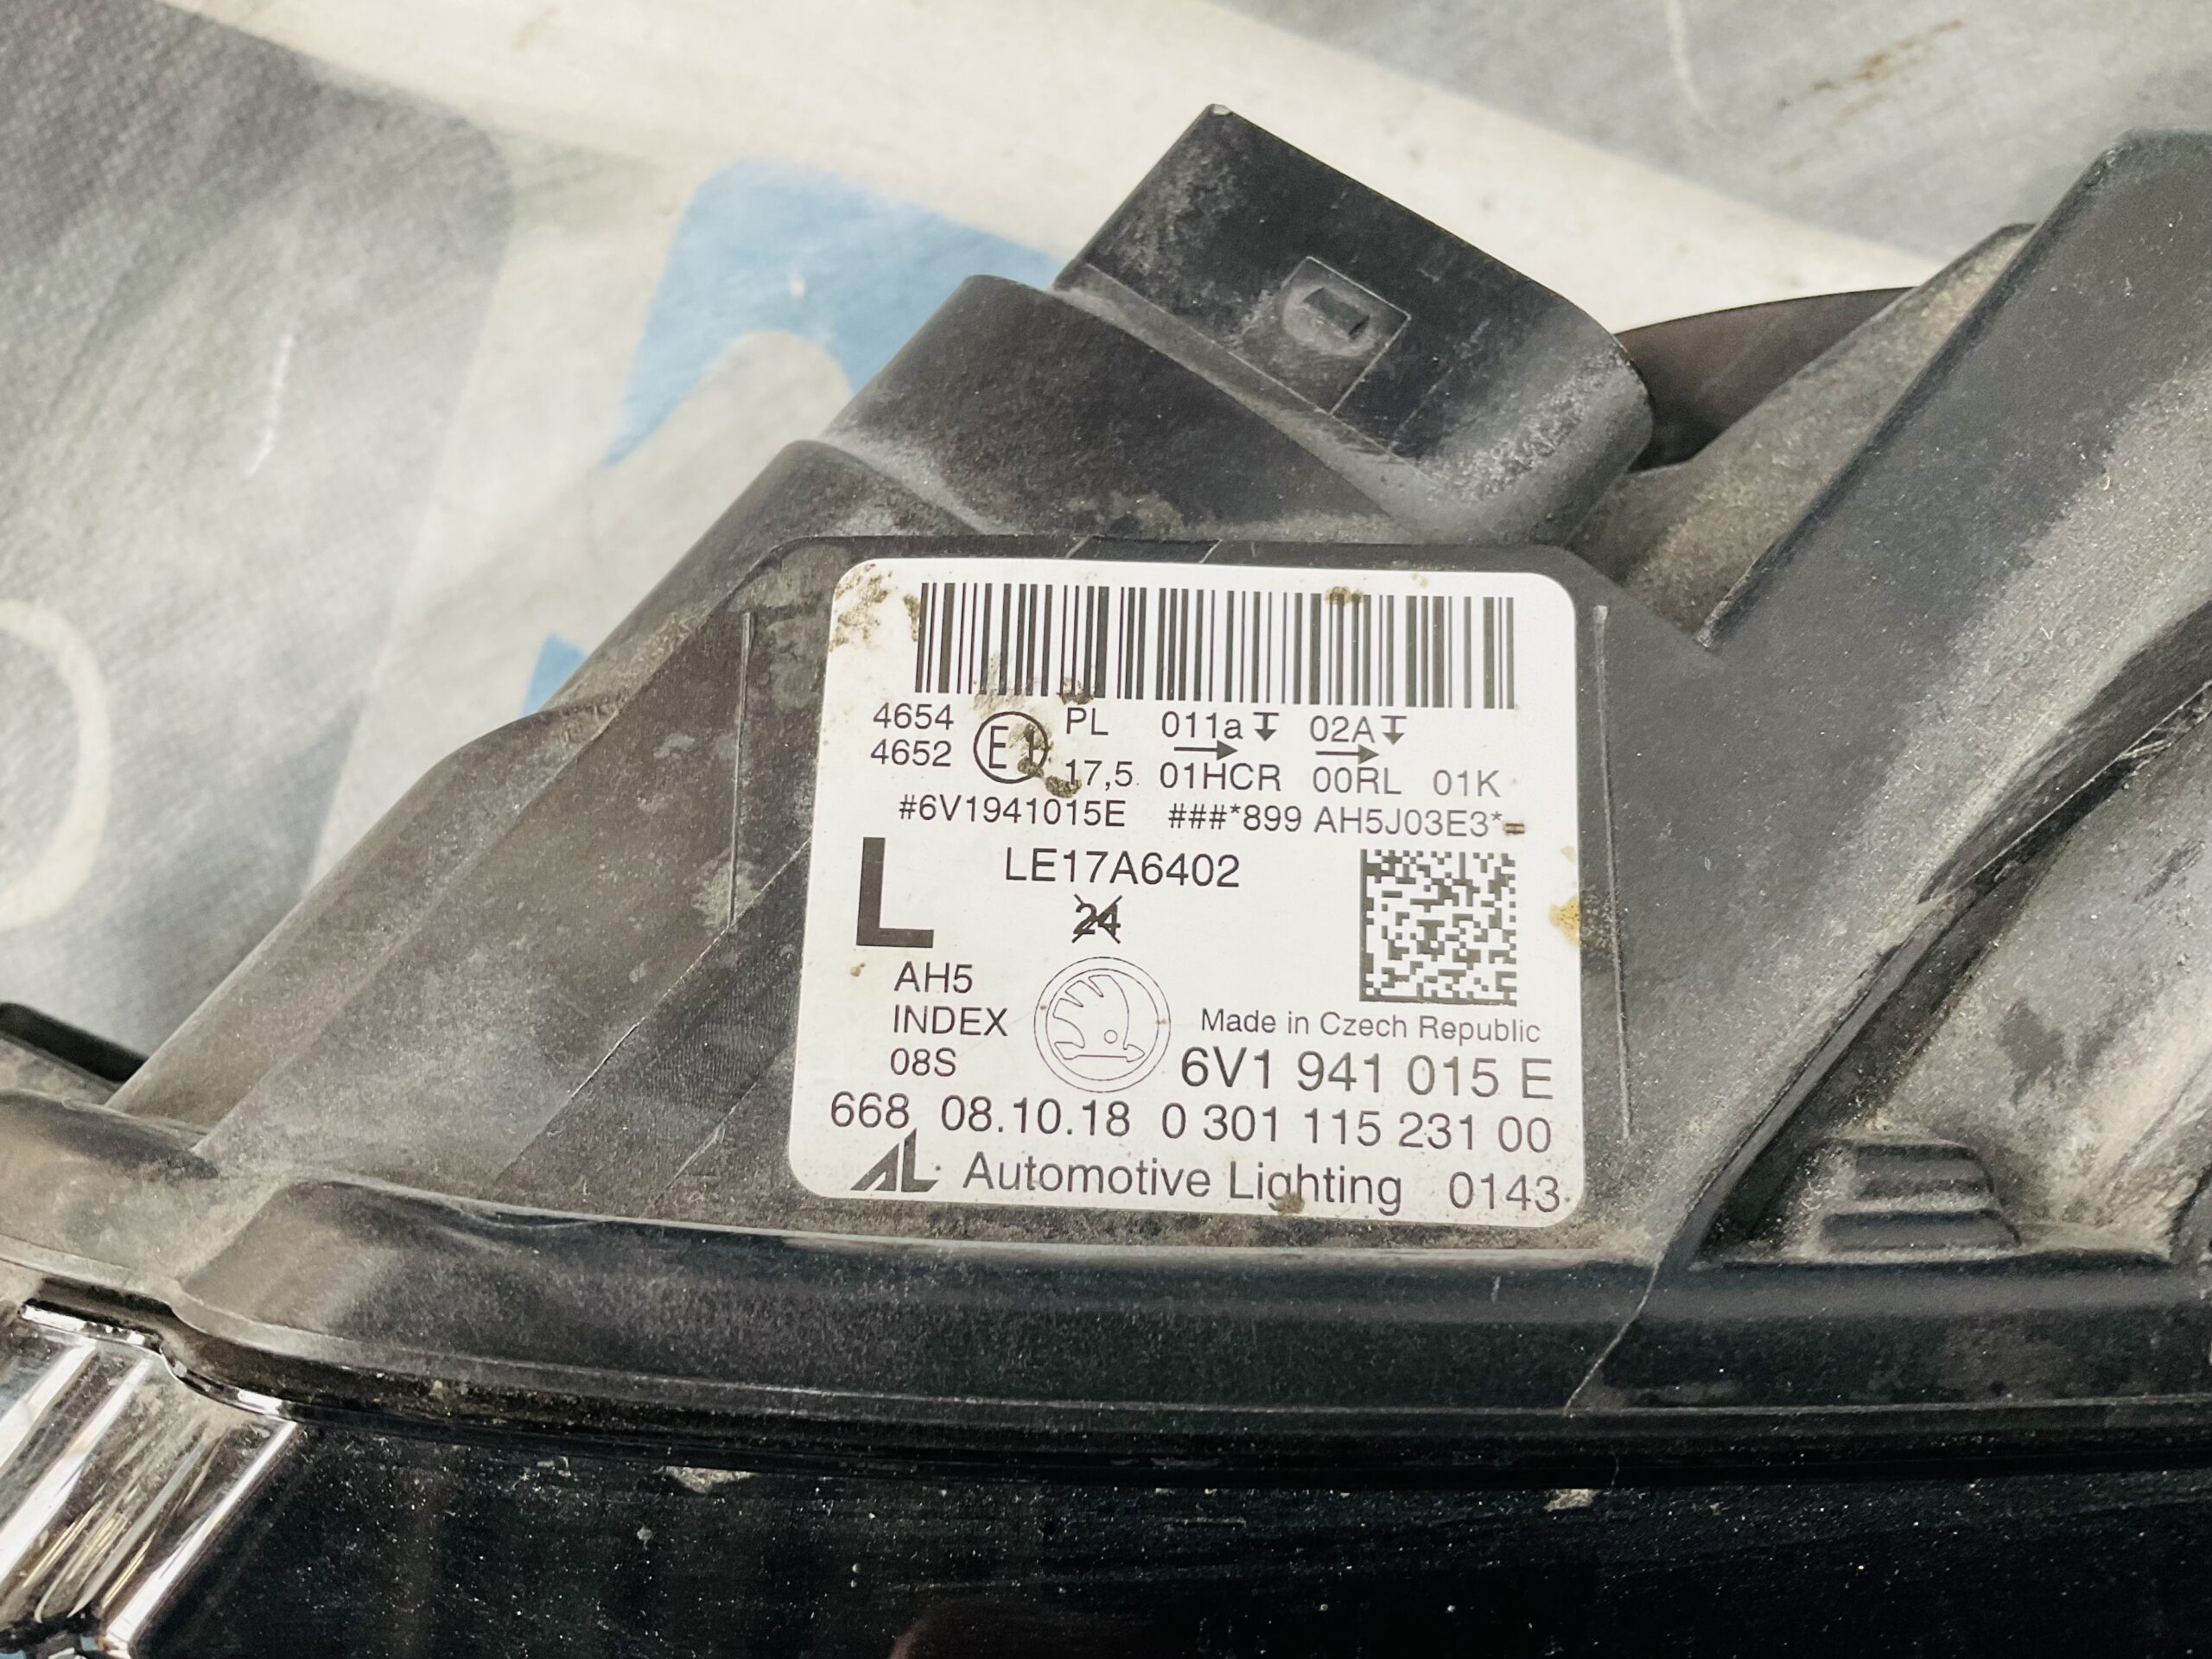 4654 E1 PL 011a 02A
4652 17,5 01HCR 00RL 01K
#6V1941015E ###*899 AH5J03E3*=
LE17A6402
L
24
AH5
INDEX
08S
Made in Czech Republic
6V1 941 015 E
668 08.10.18 0 301 115 231 00
AL Automotive Lighting 0143